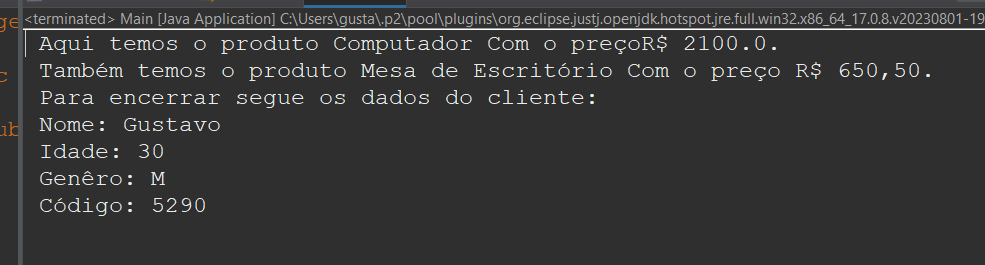 <terminated> Main [Java Application] C:\Users\gusta\.p2\pool\plugins\org.eclipse.justj.openjdk.hotspot.jre.full.win32.x86_64_17.0.8.v20230801-19
Aqui temos o produto Computador Com o preçoR$ 2100.0.
Também temos o produto Mesa de Escritório Com o preço R$ 650,50.
Para encerrar segue os dados do cliente:
Nome: Gustavo
Idade: 30
Genêro: M
Código: 5290